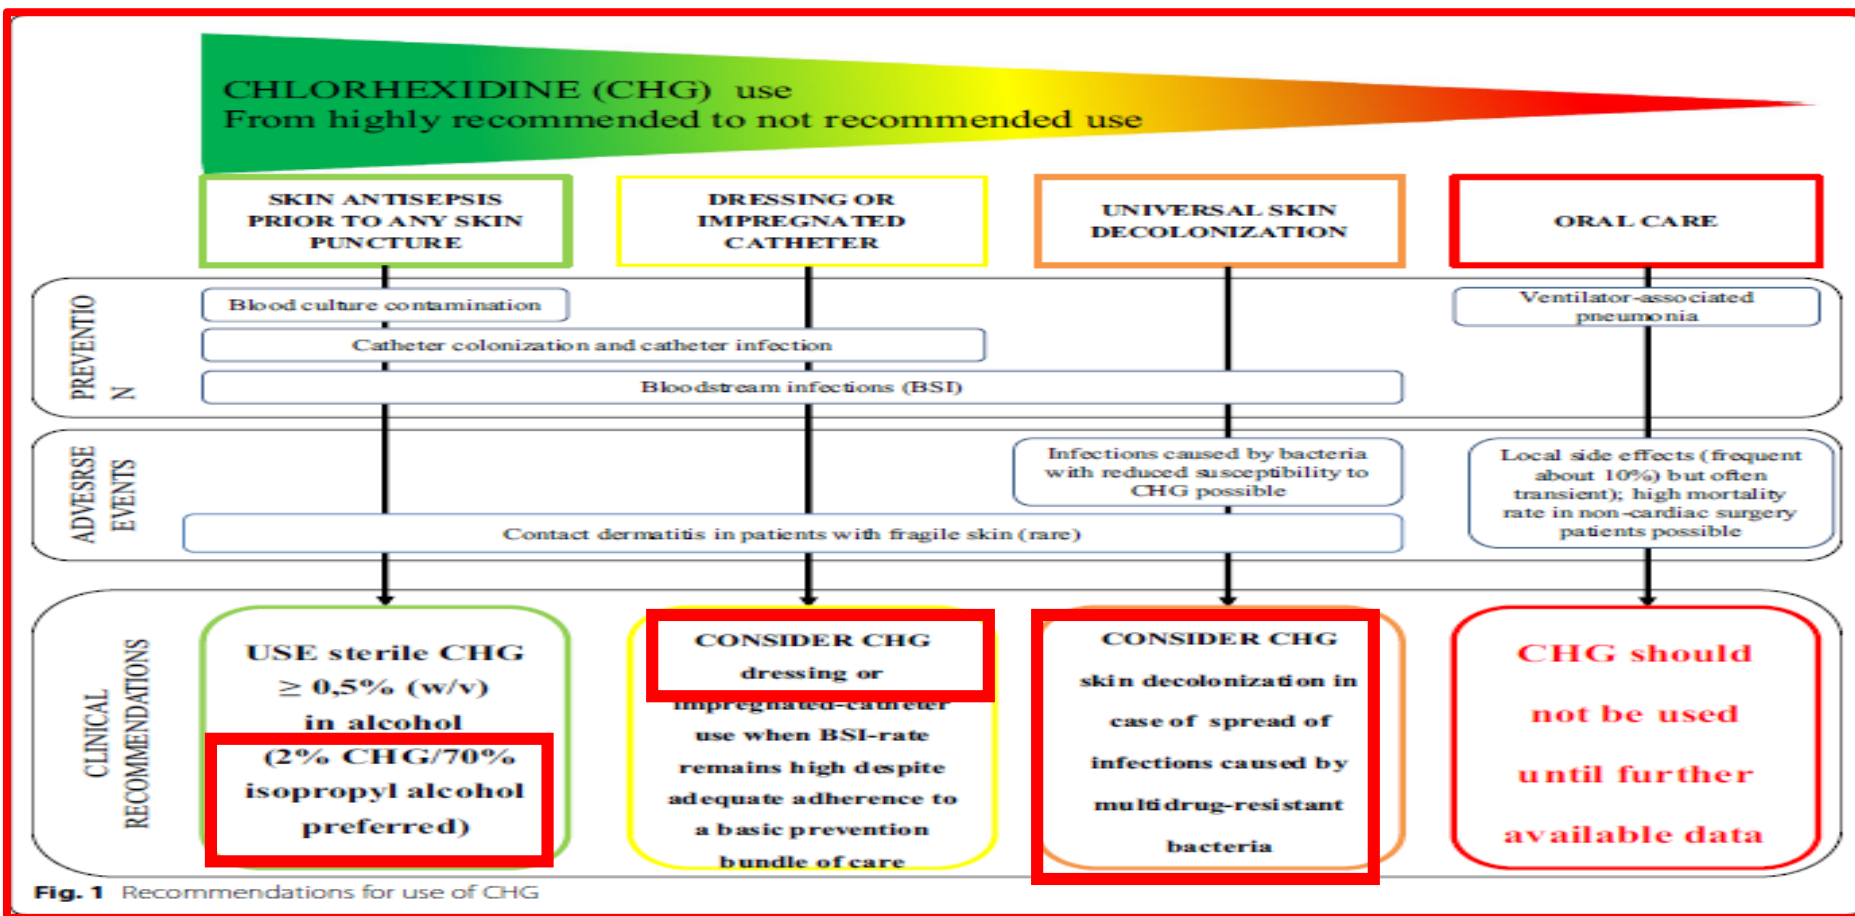 CHLORHEXIDINE (CHG) use
From highly recommended to not recommended use
SKIN ANTISEPSIS
PRIOR TO ANY SKIN
PUNCTURE
DRESSING OR
IMPREGNATED
CATHETER
UNIVERSAL SKIN
DECOLONIZATION
ORAL CARE
PREVENTIO
N
Blood culture contamination
Catheter colonization and catheter infection
Bloodstream infections (BSI)
Ventilator-associated
pneumonia
ADVESRSE
EVENTS
Infections caused by bacteria
with reduced susceptibility to
CHG possible
Contact dermatitis in patients with fragile skin (rare)
Local side effects (frequent
about 10%) but often
transient); high mortality
rate in non-cardiac surgery
patients possible
CLINICAL
RECOMMENDATIONS
USE sterile CHG
≥ 0,5% (w/v)
in alcohol
(2% CHG/70%
isopropyl alcohol
preferred)
CONSIDER CHG
dressing or
impregnated-catheter
use when BSI-rate
remains high despite
adequate adherence to
a basic prevention
bundle of care
CONSIDER CHG
skin decolonization in
case of spread of
infections caused by
multidrug-resistant
bacteria
CHG should
not be used
until further
available data
Fig. 1 Recommendations for use of CHG